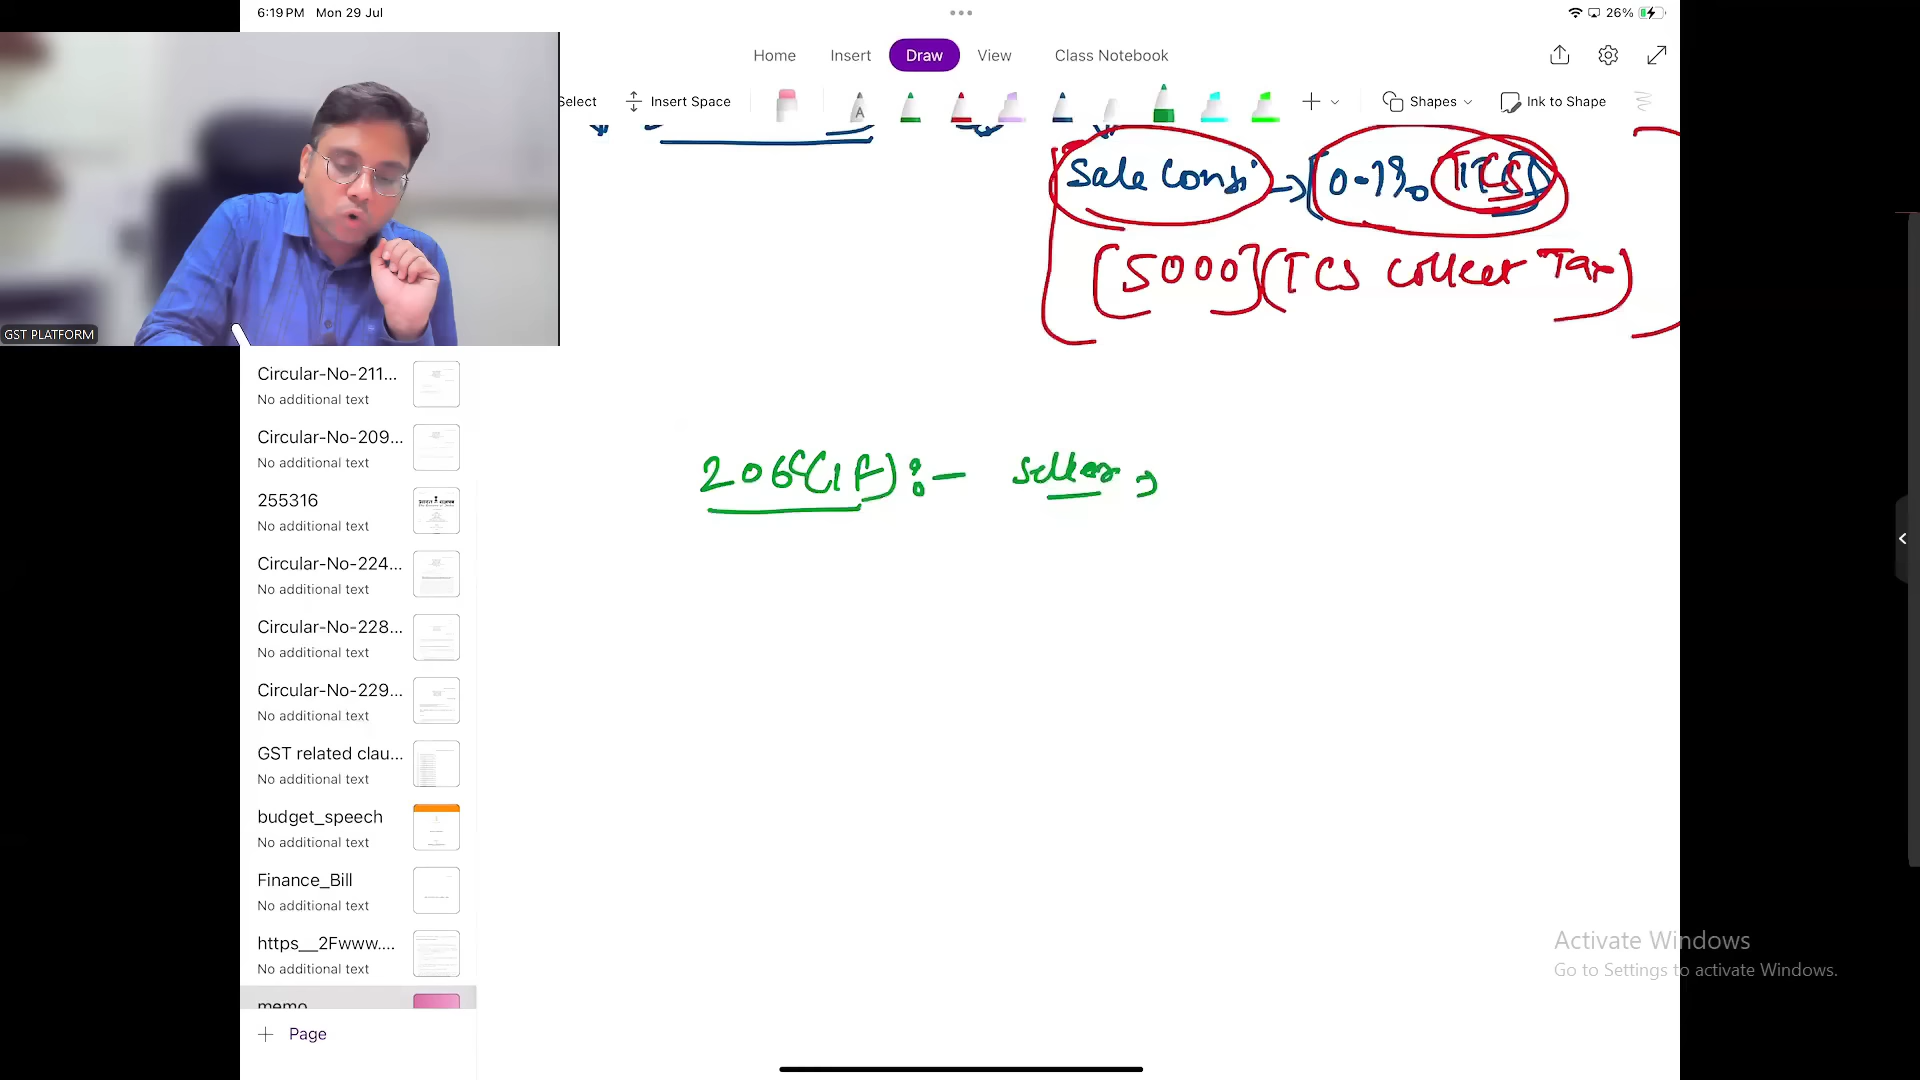 6:19 PM Mon 29 Jul
26%
Home Insert Draw View Class Notebook
Select Insert Space Shapes Ink to Shape
Sale Consi → [0.1%
[5000] (TCS collect Tax)
GST PLATFORM
Circular-No-211...
No additional text
Circular-No-209...
No additional text
206C(1F):- Seller,
255316
No additional text
Circular-No-224...
No additional text
Circular-No-228...
No additional text
Circular-No-229...
No additional text
GST related clau...
No additional text
budget_speech
No additional text
Finance_Bill
No additional text
https__2Fwww....
No additional text
memo
+ Page
Activate Windows
Go to Settings to activate Windows.